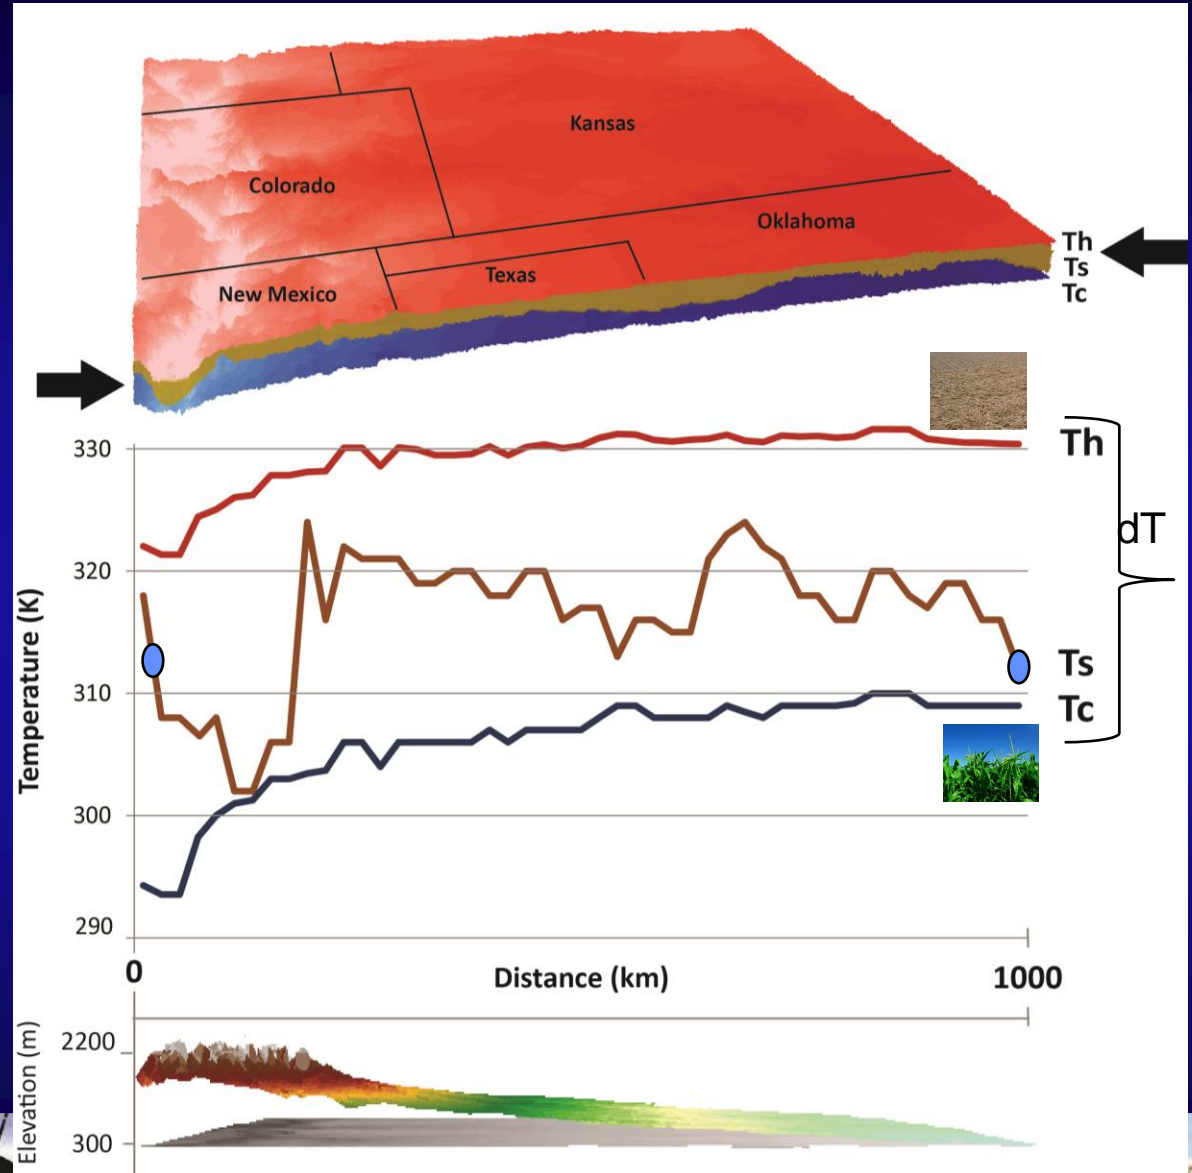 Kansas
Colorado
Oklahoma
Texas
New Mexico
Th
Ts
Tc
Temperature (K)
330
320
310
300
290
Th
dT
Ts
Tc
0
Distance (km)
1000
Elevation (m)
2200
300